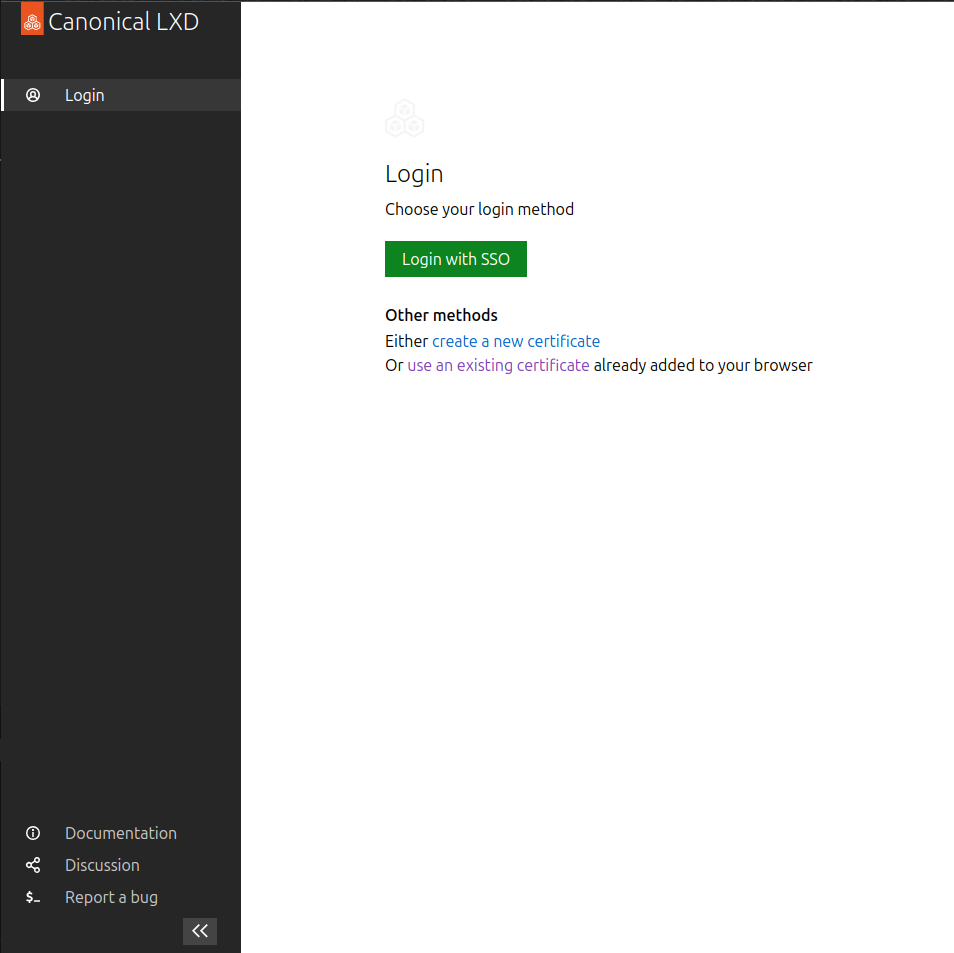 Canonical LXD
Login
Login
Choose your login method
Login with SSO
Other methods
Either create a new certificate
Or use an existing certificate already added to your browser
Documentation
Discussion
Report a bug